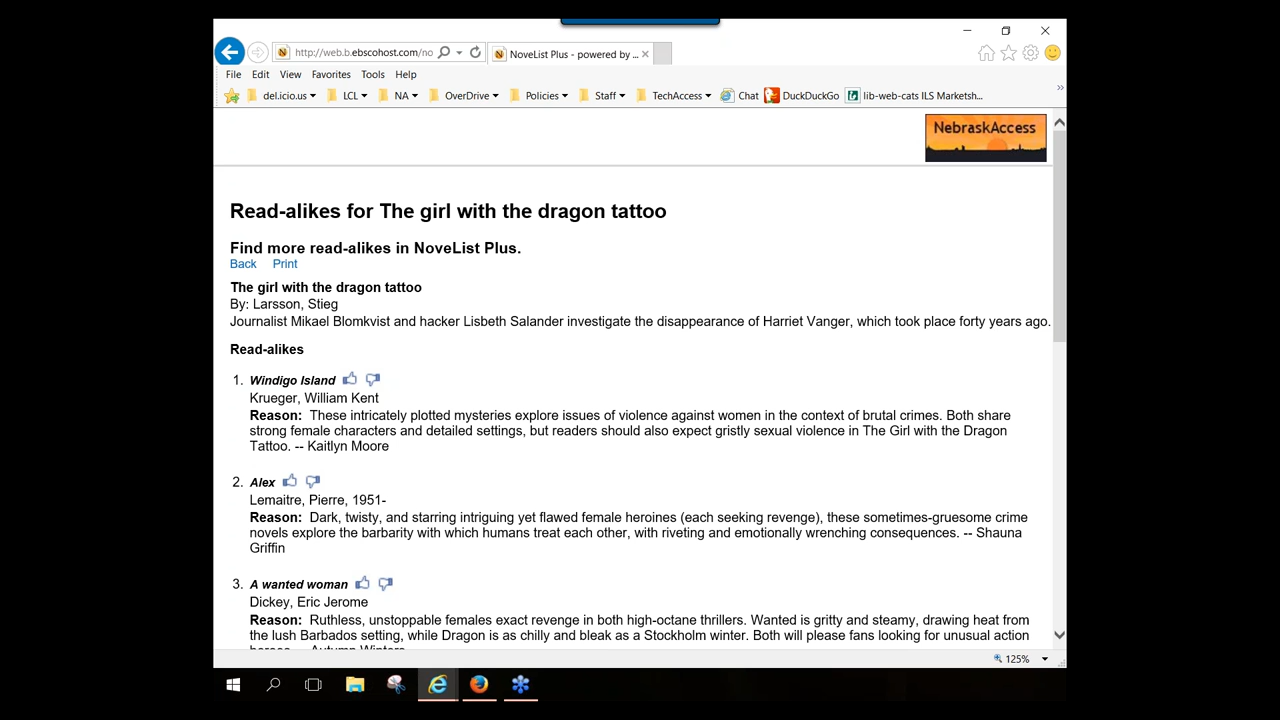 http://web.b.ebscohost.com/no
NoveList Plus - powered by ...
File Edit View Favorites Tools Help
del.icio.us LCL NA OverDrive Policies Staff TechAccess Chat DuckDuckGo lib-web-cats ILS Marketsh...
NebraskAccess
Read-alikes for The girl with the dragon tattoo
Find more read-alikes in NoveList Plus.
Back Print
The girl with the dragon tattoo
By: Larsson, Stieg
Journalist Mikael Blomkvist and hacker Lisbeth Salander investigate the disappearance of Harriet Vanger, which took place forty years ago.
Read-alikes
1. Windigo Island
Krueger, William Kent
Reason: These intricately plotted mysteries explore issues of violence against women in the context of brutal crimes. Both share
strong female characters and detailed settings, but readers should also expect gristly sexual violence in The Girl with the Dragon
Tattoo. -- Kaitlyn Moore
2. Alex
Lemaitre, Pierre, 1951-
Reason: Dark, twisty, and starring intriguing yet flawed female heroines (each seeking revenge), these sometimes-gruesome crime
novels explore the barbarity with which humans treat each other, with riveting and emotionally wrenching consequences. -- Shauna
Griffin
3. A wanted woman
Dickey, Eric Jerome
Reason: Ruthless, unstoppable females exact revenge in both high-octane thrillers. Wanted is gritty and steamy, drawing heat from
the lush Barbados setting, while Dragon is as chilly and bleak as a Stockholm winter. Both will please fans looking for unusual action
heroes. -- Autumn Winters
125%